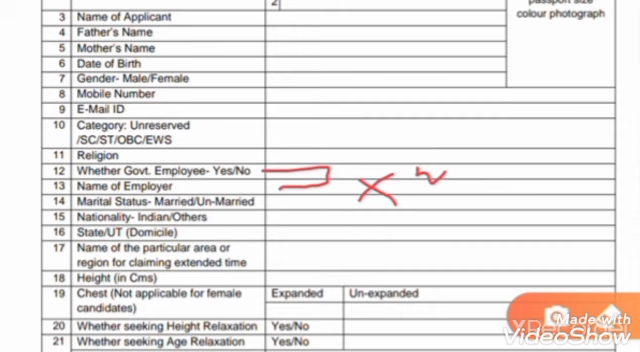 passport size
colour photograph
2
3 Name of Applicant
4 Father's Name
5 Mother's Name
6 Date of Birth
7 Gender- Male/Female
8 Mobile Number
9 E-Mail ID
10 Category: Unreserved
/SC/ST/OBC/EWS
11 Religion
12 Whether Govt. Employee- Yes/No
13 Name of Employer
14 Marital Status- Married/Un-Married
15 Nationality- Indian/Others
16 State/UT (Domicile)
17 Name of the particular area or
region for claiming extended time
18 Height (in Cms)
19 Chest (Not applicable for female
candidates) Expanded Un-expanded
20 Whether seeking Height Relaxation Yes/No
21 Whether seeking Age Relaxation Yes/No
Made with
VideoShow